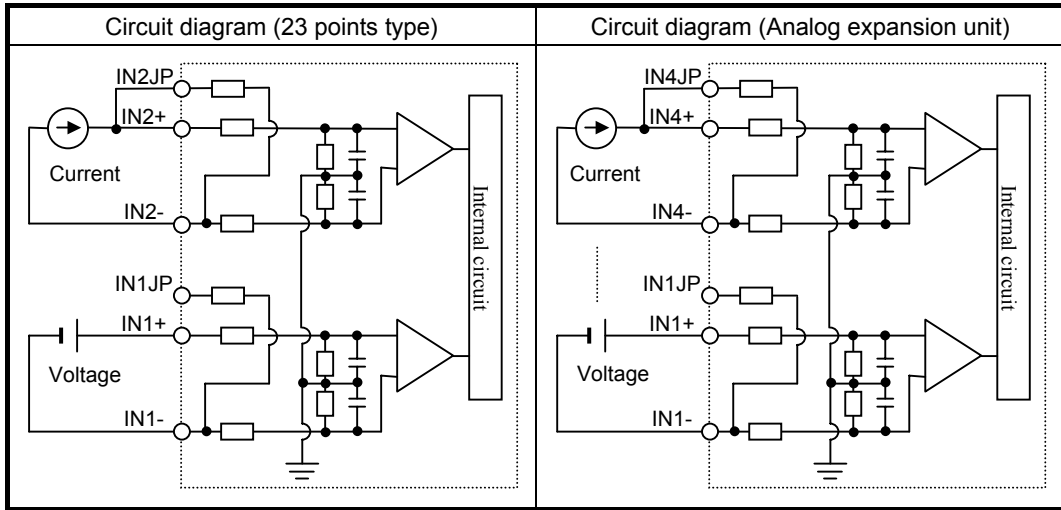 Circuit diagram (23 points type)
IN2JP
IN2+
Current
IN2-
IN1JP
IN1+
Voltage
IN1-
Internal circuit
Circuit diagram (Analog expansion unit)
IN4JP
IN4+
Current
IN4-
IN1JP
IN1+
Voltage
IN1-
Internal circuit